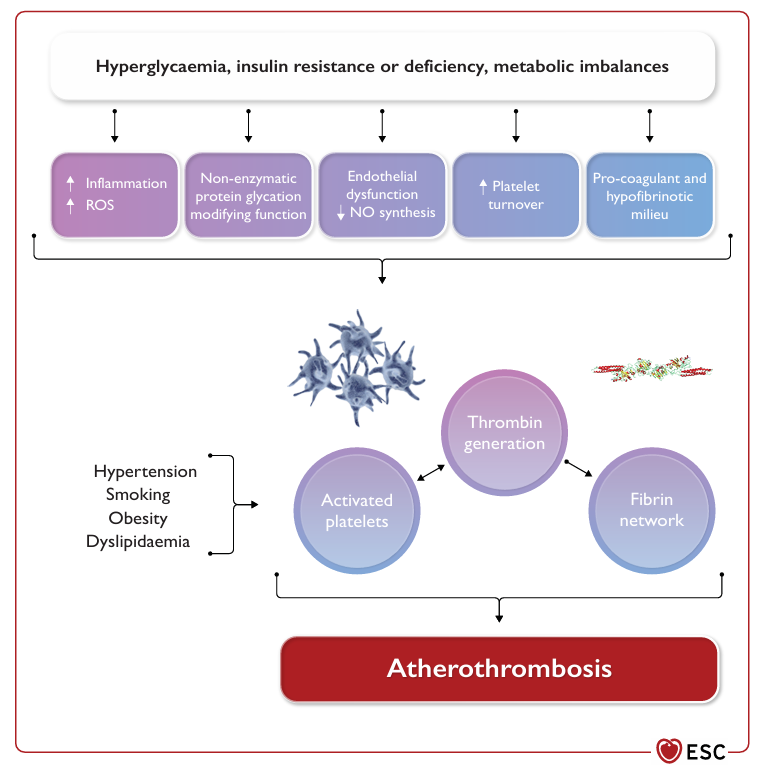 Hyperglycaemia, insulin resistance or deficiency, metabolic imbalances
↑ Inflammation
↑ ROS
Non-enzymatic
protein glycation
modifying function
Endothelial
dysfunction
↓ NO synthesis
↑ Platelet
turnover
Pro-coagulant and
hypofibrinotic
milieu
Thrombin
generation
Hypertension
Smoking
Obesity
Dyslipidaemia
Activated
platelets
Fibrin
network
Atherothrombosis
ESC